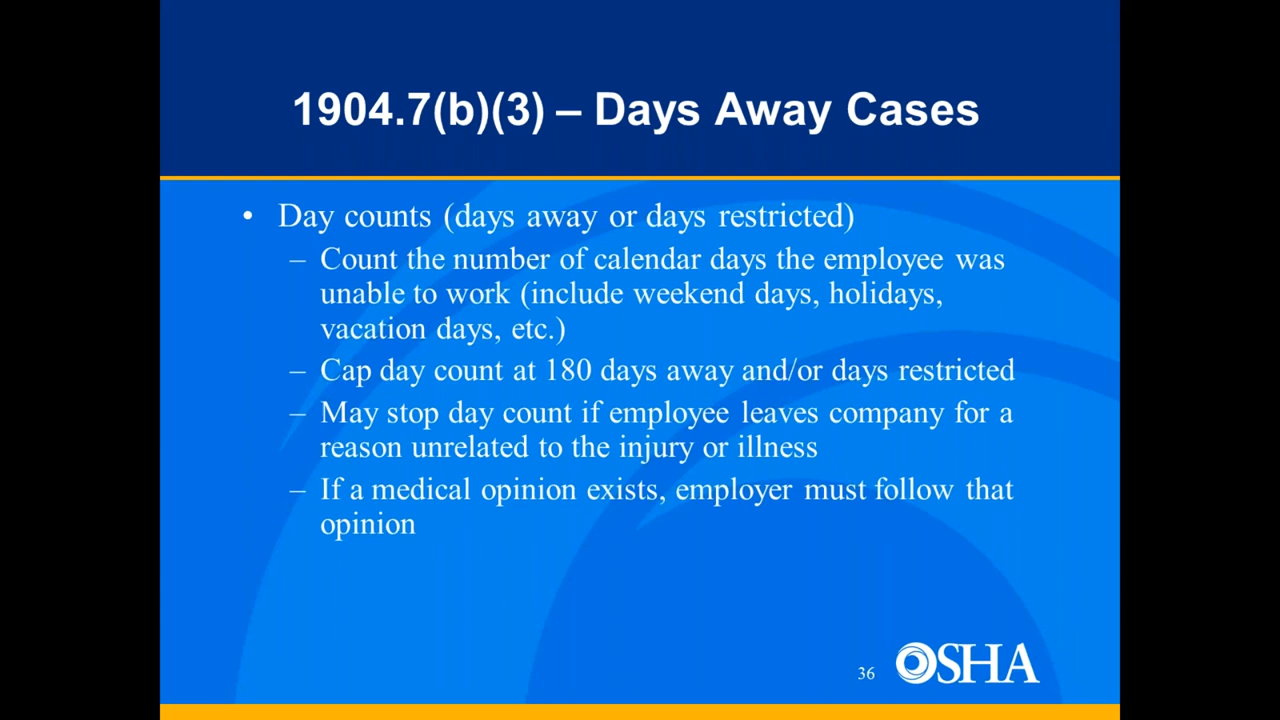 1904.7(b)(3) – Days Away Cases
• Day counts (days away or days restricted)
– Count the number of calendar days the employee was
unable to work (include weekend days, holidays,
vacation days, etc.)
– Cap day count at 180 days away and/or days restricted
– May stop day count if employee leaves company for a
reason unrelated to the injury or illness
– If a medical opinion exists, employer must follow that
opinion
36
OSHA